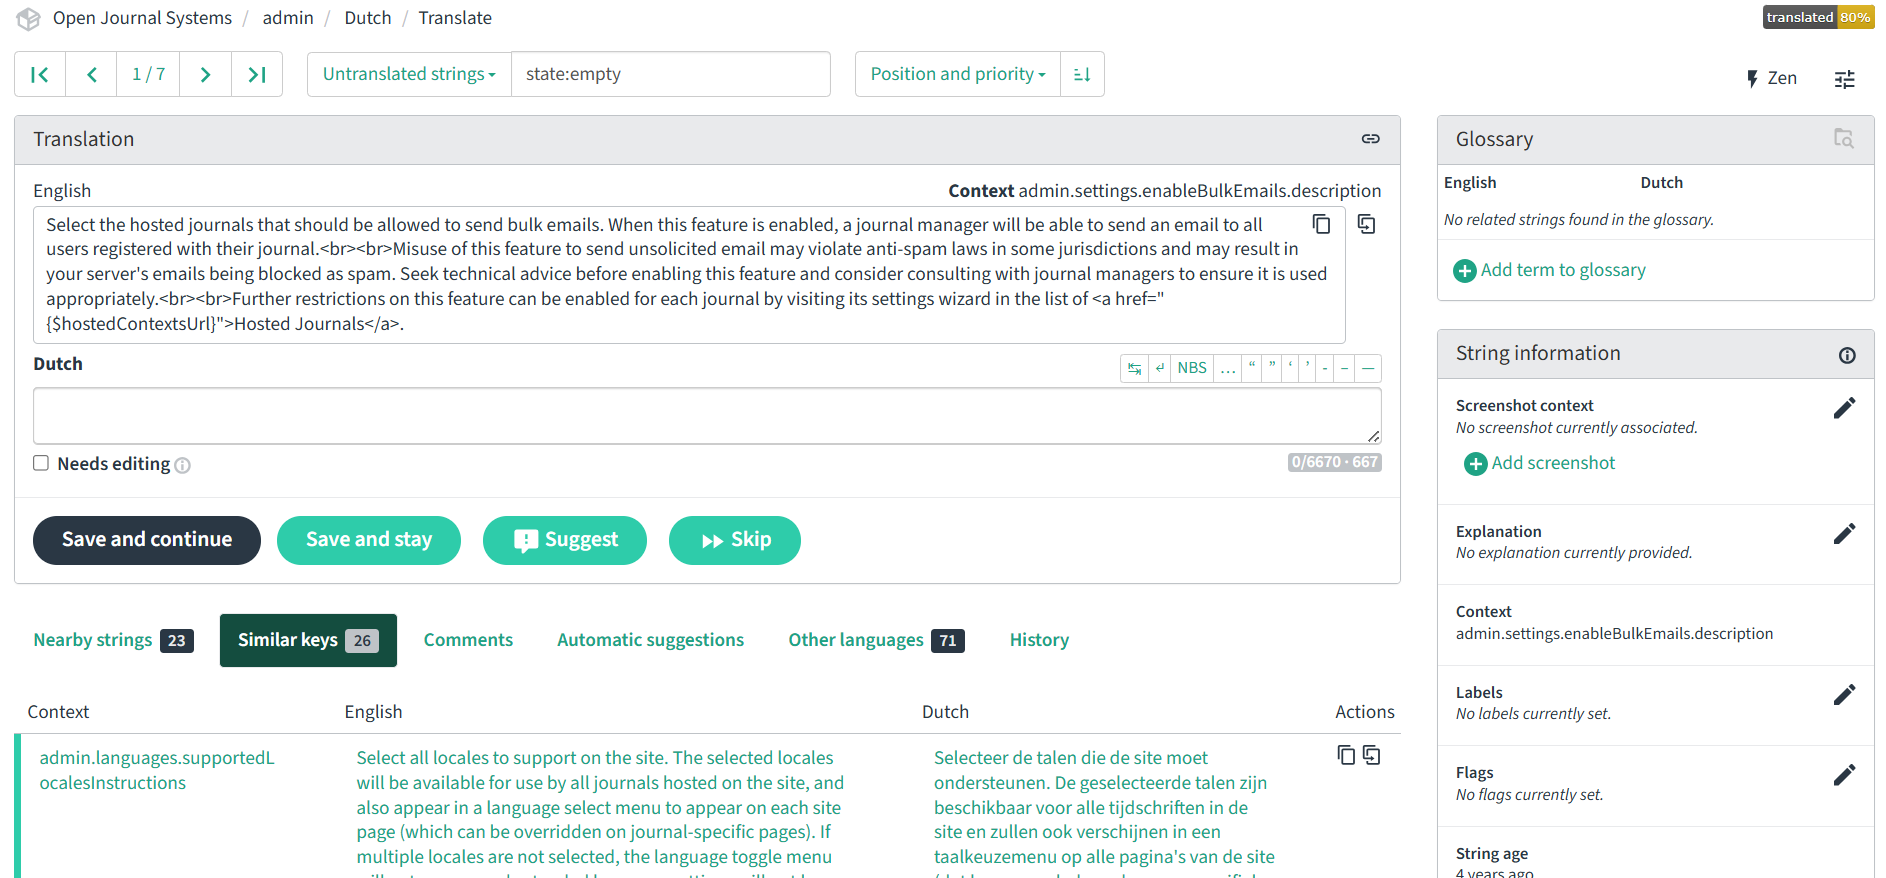 Open Journal Systems / admin / Dutch / Translate
translated 80%
1 / 7
Untranslated strings
state:empty
Position and priority
Zen
Translation
English
Context admin.settings.enableBulkEmails.description
Select the hosted journals that should be allowed to send bulk emails. When this feature is enabled, a journal manager will be able to send an email to all
users registered with their journal.<br><br>Misuse of this feature to send unsolicited email may violate anti-spam laws in some jurisdictions and may result in
your server's emails being blocked as spam. Seek technical advice before enabling this feature and consider consulting with journal managers to ensure it is used
appropriately.<br><br>Further restrictions on this feature can be enabled for each journal by visiting its settings wizard in the list of <a href="
{$hostedContextsUrl}">Hosted Journals</a>.
Dutch
NBS … “ ” ‘ ’ - – —
Needs editing
0/6670 · 667
Save and continue
Save and stay
Suggest
Skip
Nearby strings 23
Similar keys 26
Comments
Automatic suggestions
Other languages 71
History
Context English Dutch Actions
admin.languages.supportedL
ocalesInstructions
Select all locales to support on the site. The selected locales
will be available for use by all journals hosted on the site, and
also appear in a language select menu to appear on each site
page (which can be overridden on journal-specific pages). If
multiple locales are not selected, the language toggle menu
Selecteer de talen die de site moet
ondersteunen. De geselecteerde talen zijn
beschikbaar voor alle tijdschriften in de
site en zullen ook verschijnen in een
taalkeuzemenu op alle pagina's van de site
Glossary
English Dutch
No related strings found in the glossary.
Add term to glossary
String information
Screenshot context
No screenshot currently associated.
Add screenshot
Explanation
No explanation currently provided.
Context
admin.settings.enableBulkEmails.description
Labels
No labels currently set.
Flags
No flags currently set.
String age
4 years ago